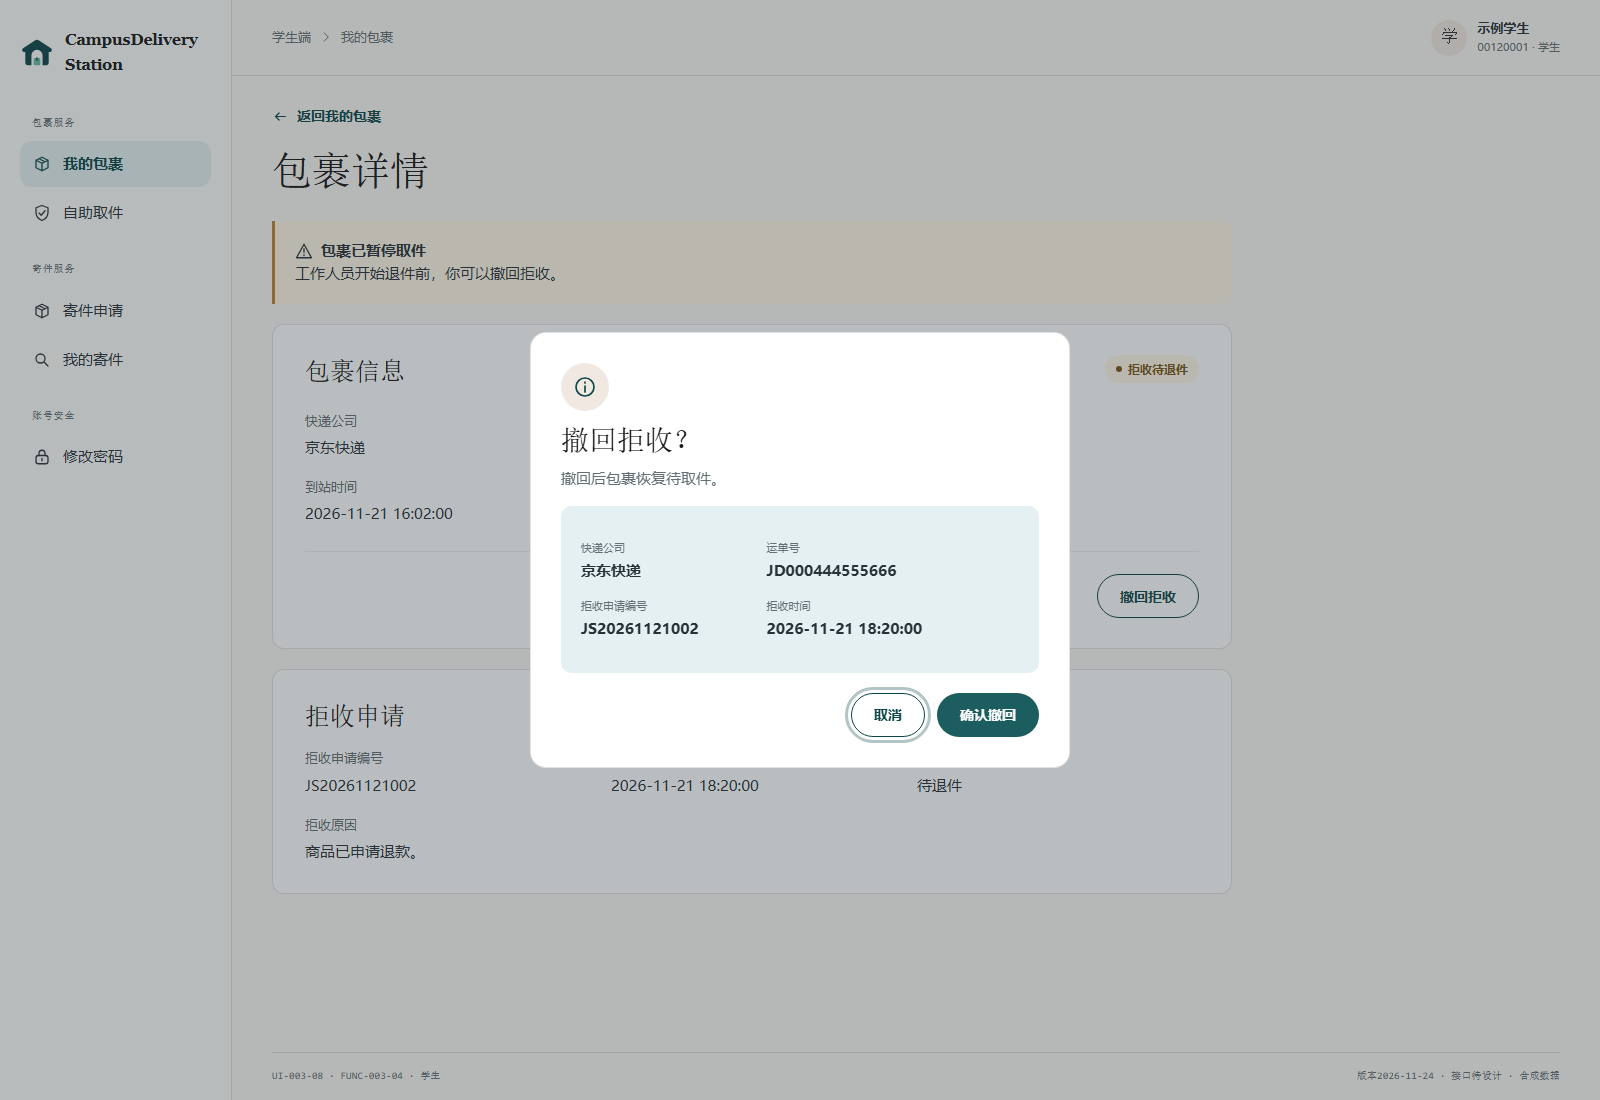 CampusDelivery
Station
包裹服务
我的包裹
自助取件
寄件服务
寄件申请
我的寄件
账号安全
修改密码
学生端 > 我的包裹
学
示例学生
00120001 · 学生
← 返回我的包裹
包裹详情
包裹已暂停取件
工作人员开始退件前，你可以撤回拒收。
包裹信息
拒收待退件
快递公司
京东快递
到站时间
2026-11-21 16:02:00
撤回拒收
撤回拒收？
撤回后包裹恢复待取件。
快递公司 运单号
京东快递 JD000444555666
拒收申请编号 拒收时间
JS20261121002 2026-11-21 18:20:00
取消 确认撤回
拒收申请
拒收申请编号
JS20261121002 2026-11-21 18:20:00 待退件
拒收原因
商品已申请退款。
UI-003-08 · FUNC-003-04 · 学生
版本2026-11-24 · 接口待设计 · 合成数据